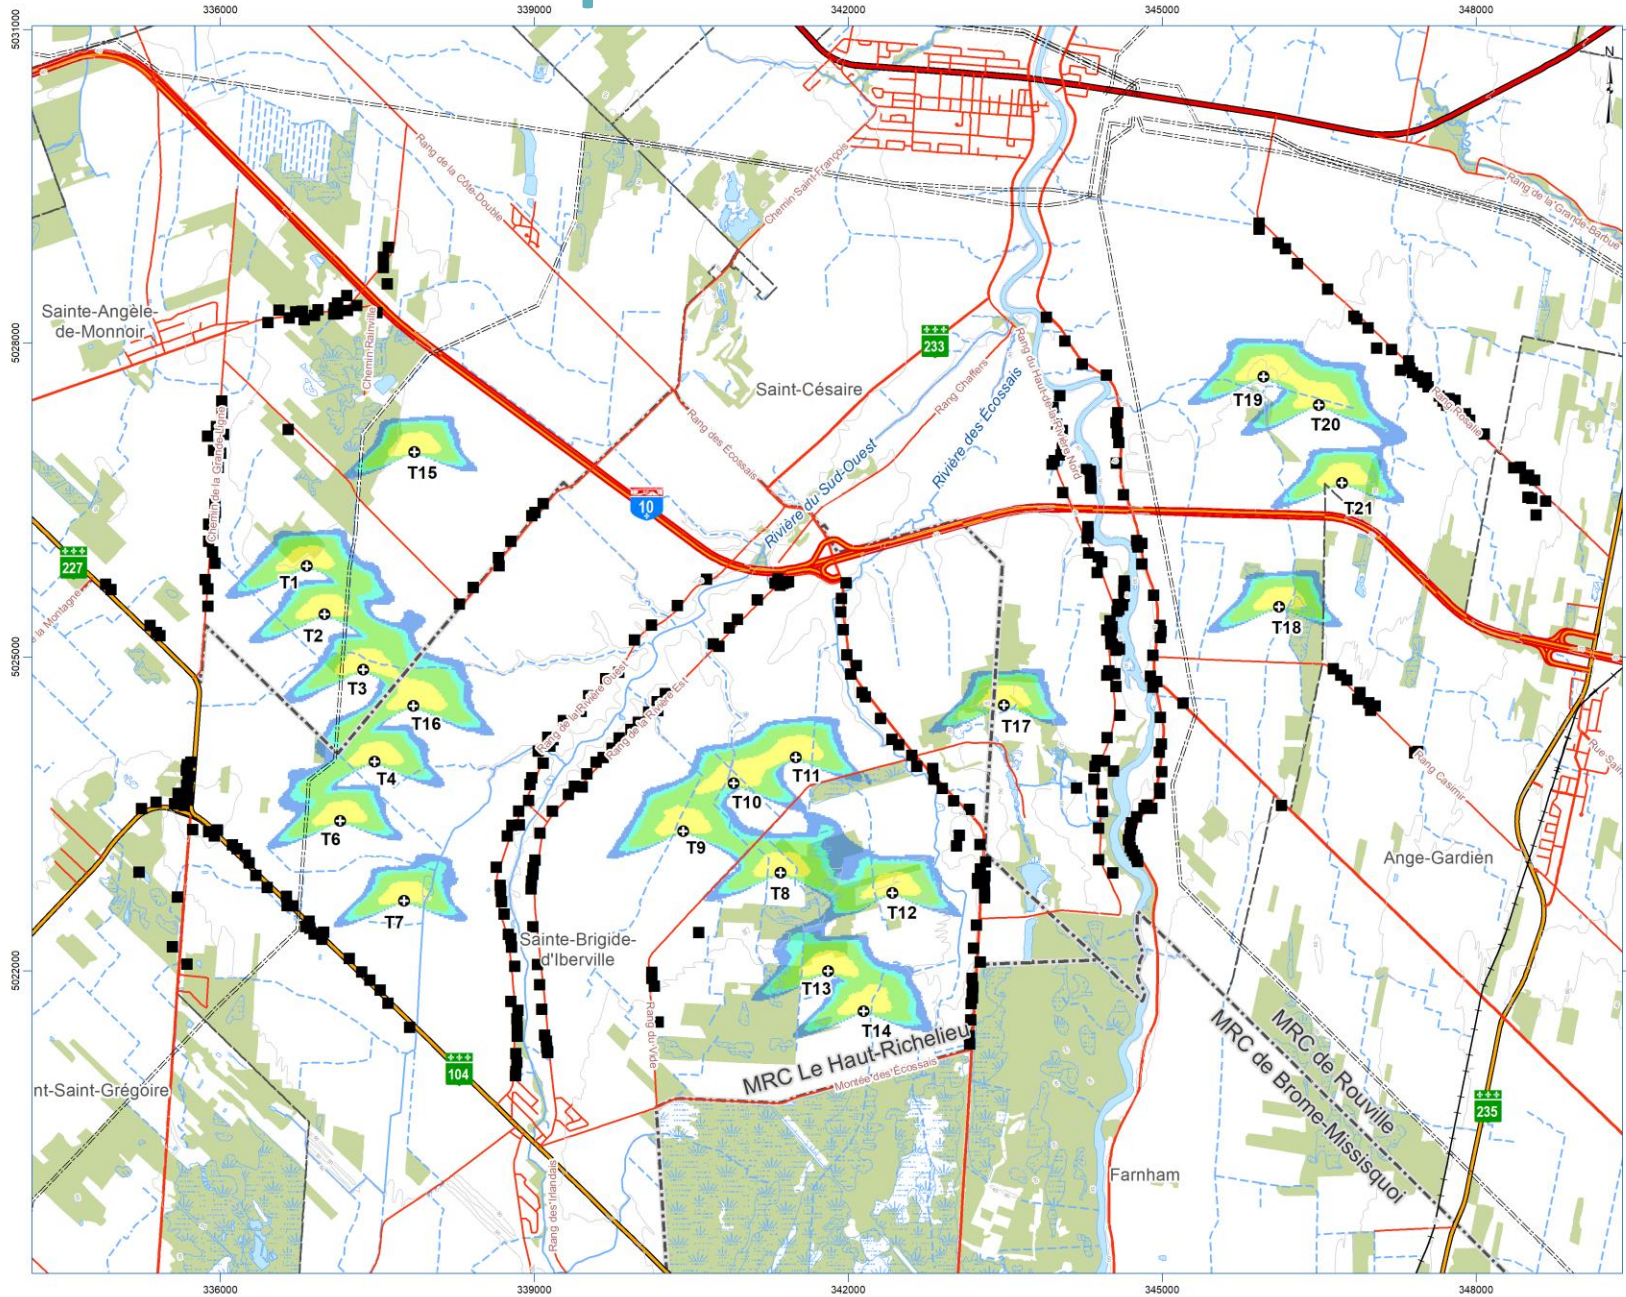 336000
339000
342000
345000
348000
5031000
N
Rang de la Côte-Double
Chemin Saint-François
Rang de la Grande-Barbue
Sainte-Angèle-
de-Monnoir
Chemin Rainville
5028000
233
Rang du Haut-de-la-Rivière Nord
Rang Chaffers
Saint-Césaire
Rivière des Écossais
T19
T20
Rang Rosalie
Rang des Écossais
Rivière du Sud-Ouest
T15
Chemin de la Grande-Ligne
10
T21
227
T1
T2
T18
5025000
T3
T16
Rang de la Rivière Ouest
Rang de la Rivière Est
T17
T4
T11
T10
Rang Casimir
T6
T9
Ange-Gardien
T8
T7
T12
Sainte-Brigide-
d'Iberville
5022000
T13
T14
Rang du Vide
MRC Le Haut-Richelieu
Montée des Écossais
MRC de Rouville
MRC de Brome-Missisquoi
104
nt-Saint-Grégoire
235
Farnham
Rang des Irlandais
336000
339000
342000
345000
348000